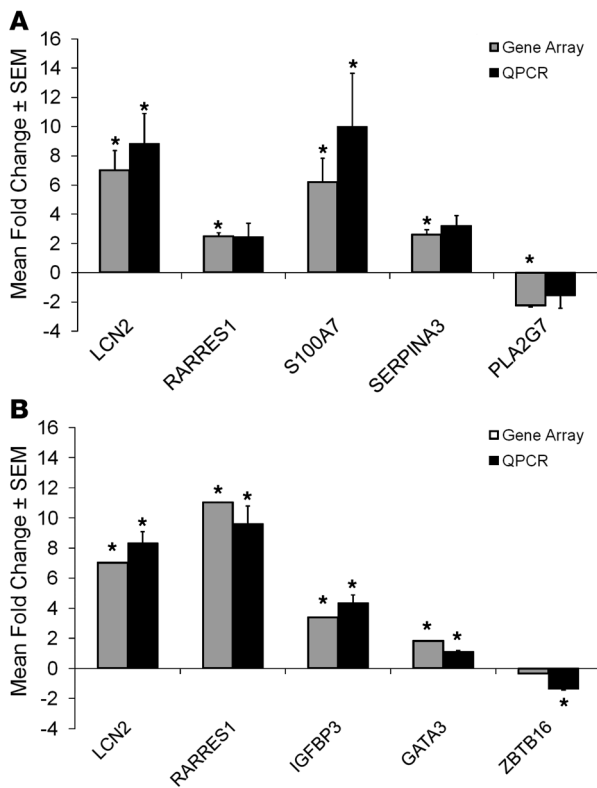 A
Mean Fold Change ± SEM
16
14
12
10
8
6
4
2
0
-2
-4
Gene Array
QPCR
*
*
*
*
*
*
*
LCN2
RARRES1
S100A7
SERPINA3
PLA2G7
B
Mean Fold Change ± SEM
16
14
12
10
8
6
4
2
0
-2
-4
Gene Array
QPCR
*
*
*
*
*
*
*
*
*
LCN2
RARRES1
IGFBP3
GATA3
ZBTB16